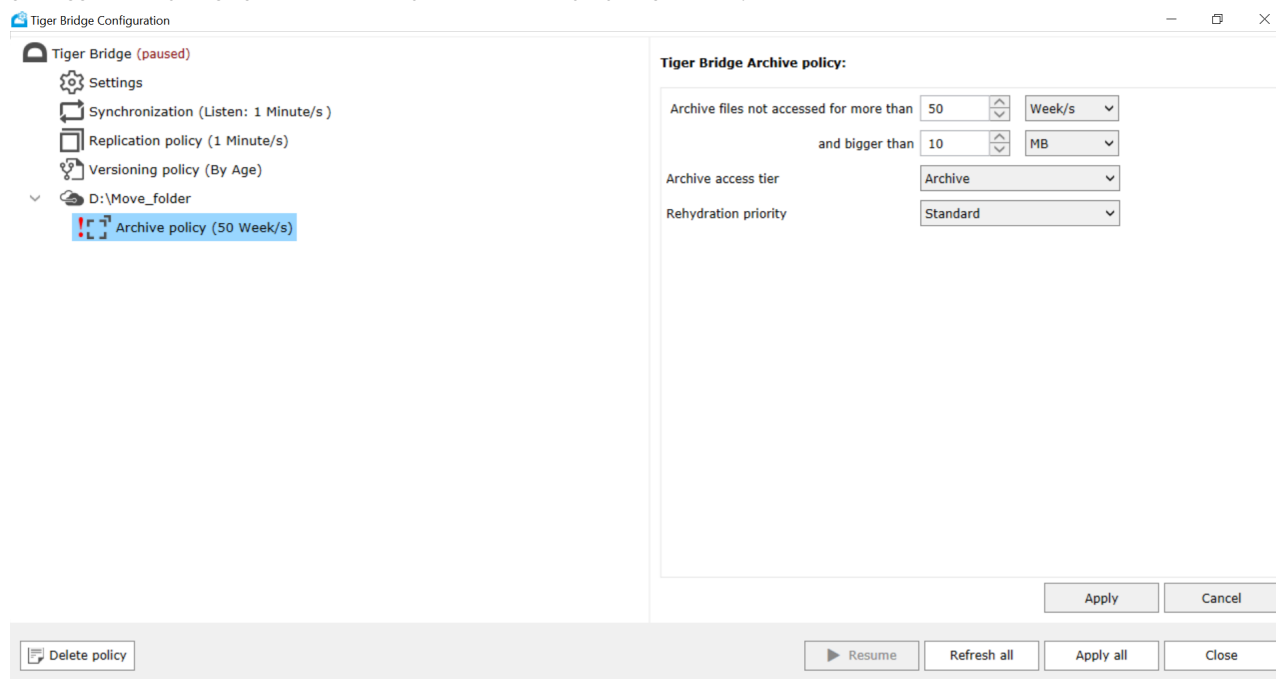 Tiger Bridge Configuration
Tiger Bridge (paused)
Settings
Synchronization (Listen: 1 Minute/s )
Replication policy (1 Minute/s)
Versioning policy (By Age)
D:\Move_folder
! Archive policy (50 Week/s)
Tiger Bridge Archive policy:
Archive files not accessed for more than 50 Week/s
and bigger than 10 MB
Archive access tier Archive
Rehydration priority Standard
Apply Cancel
Delete policy Resume Refresh all Apply all Close